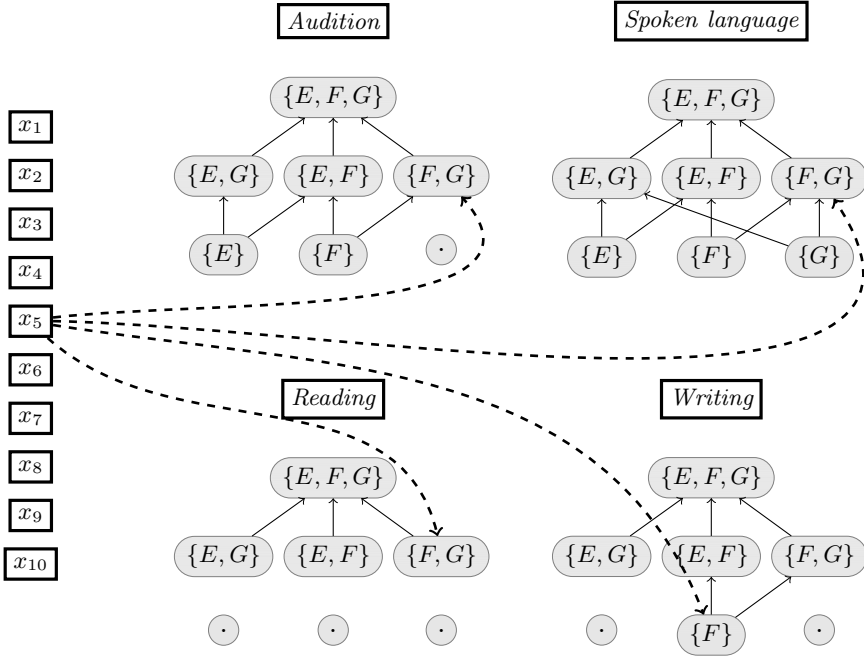 Audition
Spoken language
{E, F, G}
{E, F, G}
x1
x2
{E, G}
{E, F}
{F, G}
{E, G}
{E, F}
{F, G}
x3
{E}
{F}
·
{E}
{F}
{G}
x4
x5
x6
Reading
Writing
x7
x8
{E, F, G}
{E, F, G}
x9
x10
{E, G}
{E, F}
{F, G}
{E, G}
{E, F}
{F, G}
·
·
·
·
{F}
·